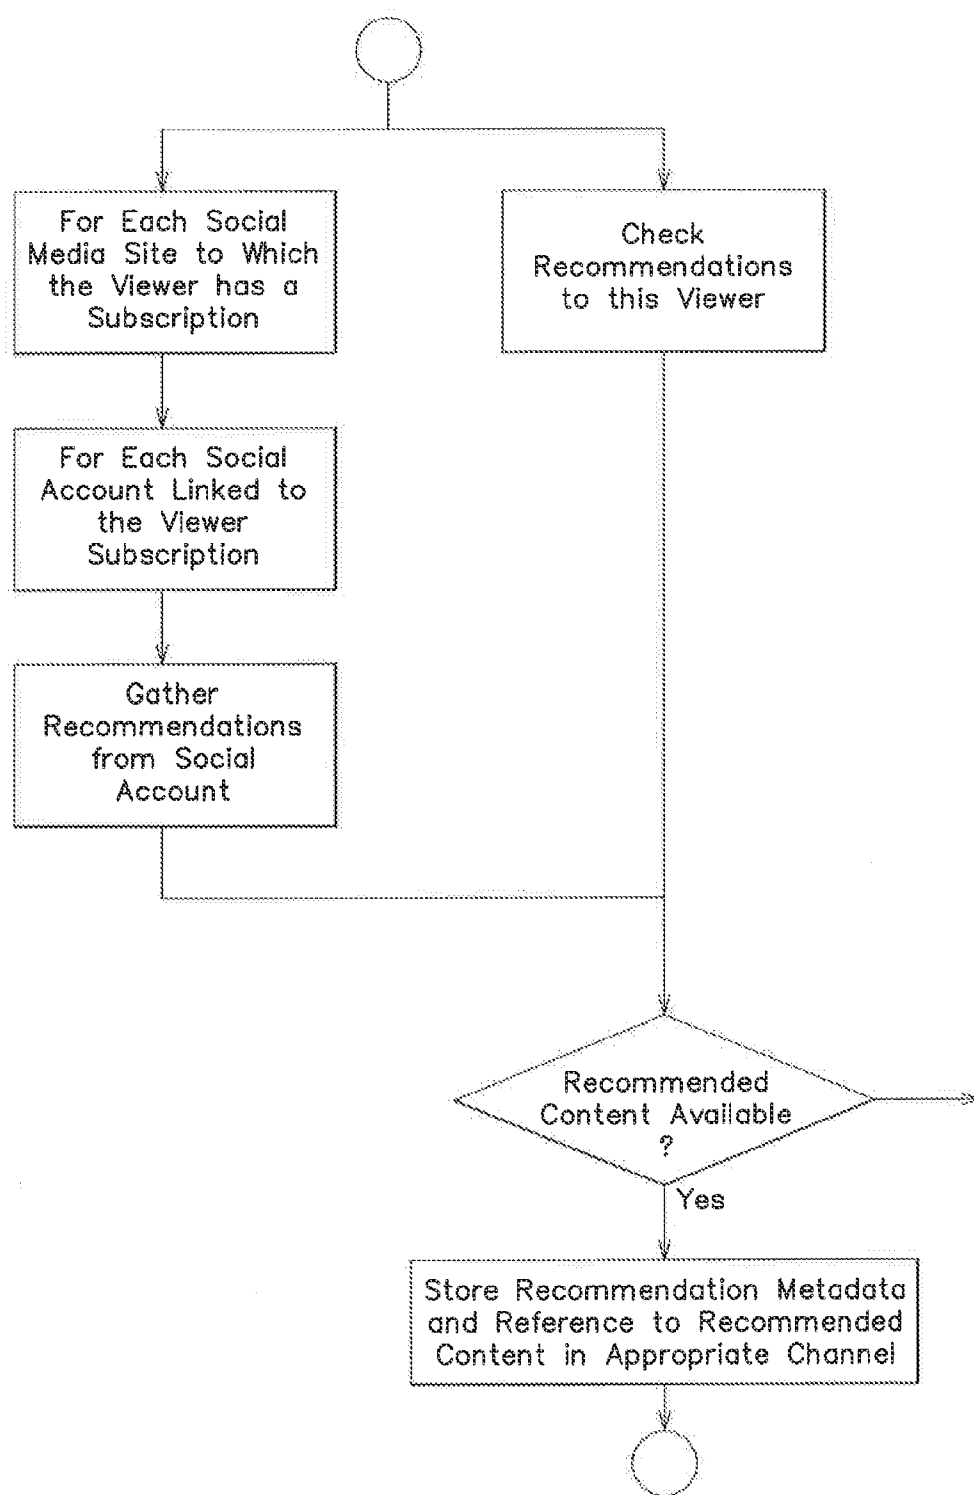 For Each Social
Media Site to Which
the Viewer has a
Subscription
Check
Recommendations
to this Viewer
For Each Social
Account Linked to
the Viewer
Subscription
Gather
Recommendations
from Social
Account
Recommended
Content Available
?
Yes
Store Recommendation Metadata
and Reference to Recommended
Content in Appropriate Channel